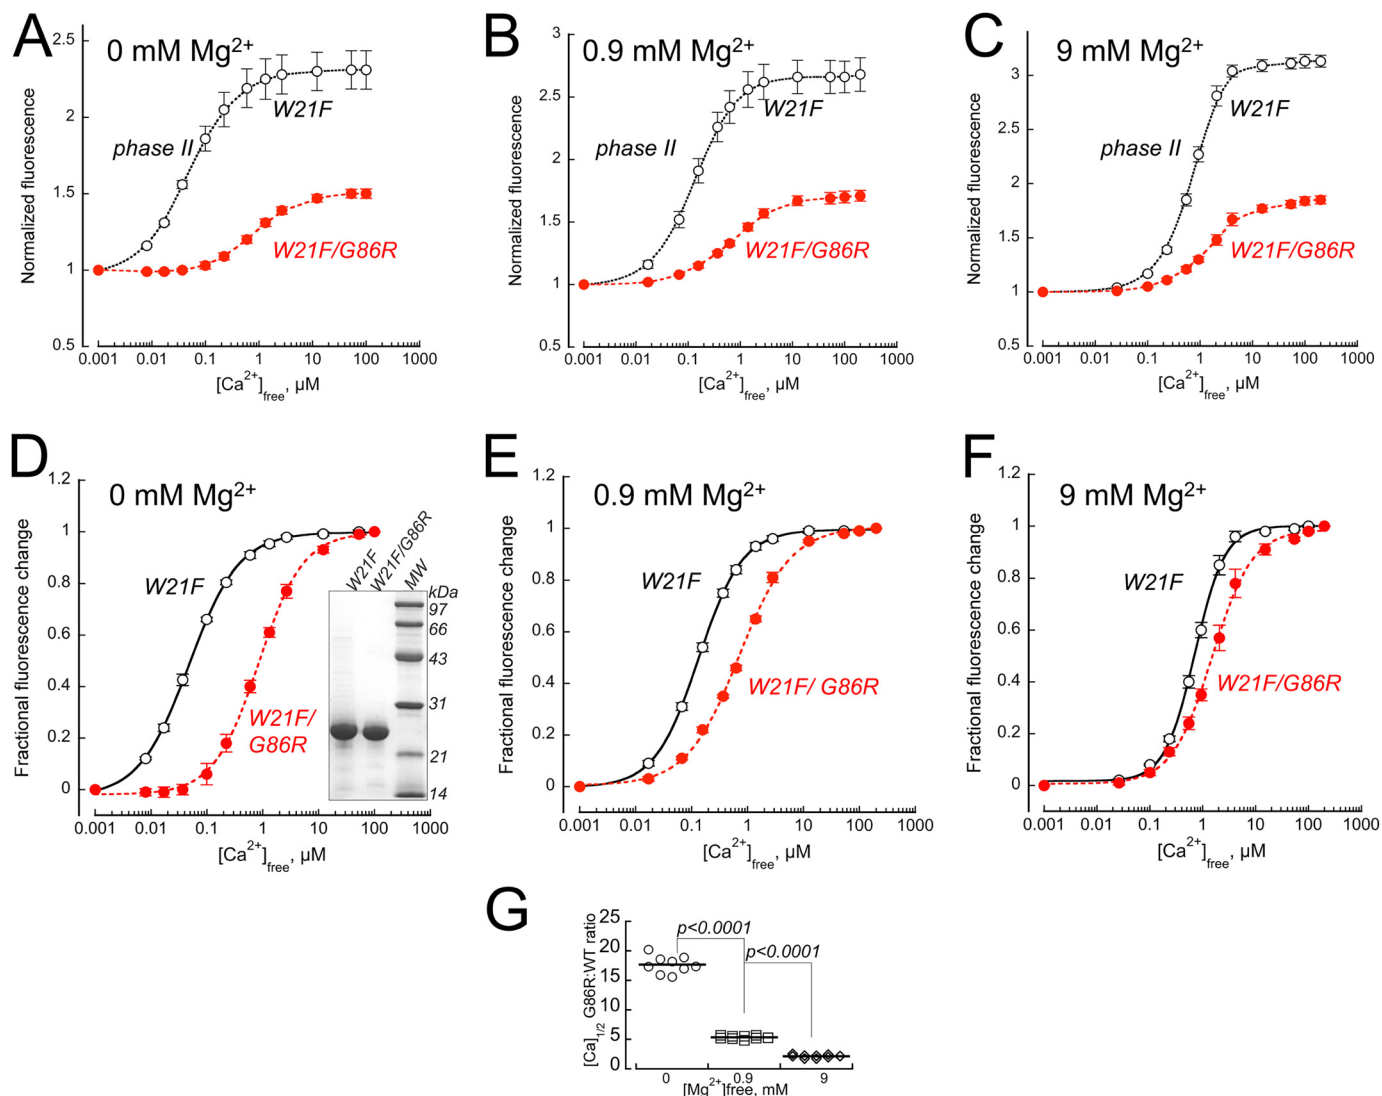 A
0 mM Mg2+
2.5
2
1.5
1
0.5
Normalized fluorescence
phase II
W21F
W21F/G86R
0.001 0.01 0.1 1 10 100 1000
[Ca2+]free, µM
B
0.9 mM Mg2+
3
2.5
2
1.5
1
0.5
Normalized fluorescence
phase II
W21F
W21F/G86R
0.001 0.01 0.1 1 10 100 1000
[Ca2+]free, µM
C
9 mM Mg2+
3
2.5
2
1.5
1
0.5
Normalized fluorescence
phase II
W21F
W21F/G86R
0.001 0.01 0.1 1 10 100 1000
[Ca2+]free, µM
D
0 mM Mg2+
1.2
1
0.8
0.6
0.4
0.2
0
Fractional fluorescence change
W21F
W21F/
G86R
W21F
W21F/G86R
MW
kDa
97
66
43
31
21
14
0.001 0.01 0.1 1 10 100 1000
[Ca2+]free, µM
E
0.9 mM Mg2+
1.2
1
0.8
0.6
0.4
0.2
0
Fractional fluorescence change
W21F
W21F/ G86R
0.001 0.01 0.1 1 10 100 1000
[Ca2+]free, µM
F
9 mM Mg2+
1.2
1
0.8
0.6
0.4
0.2
0
Fractional fluorescence change
W21F
W21F/G86R
0.001 0.01 0.1 1 10 100 1000
[Ca2+]free, µM
G
25
20
15
10
5
0
[Ca]1/2 G86R:WT ratio
p<0.0001
p<0.0001
0 0.9 9
[Mg2+]free, mM